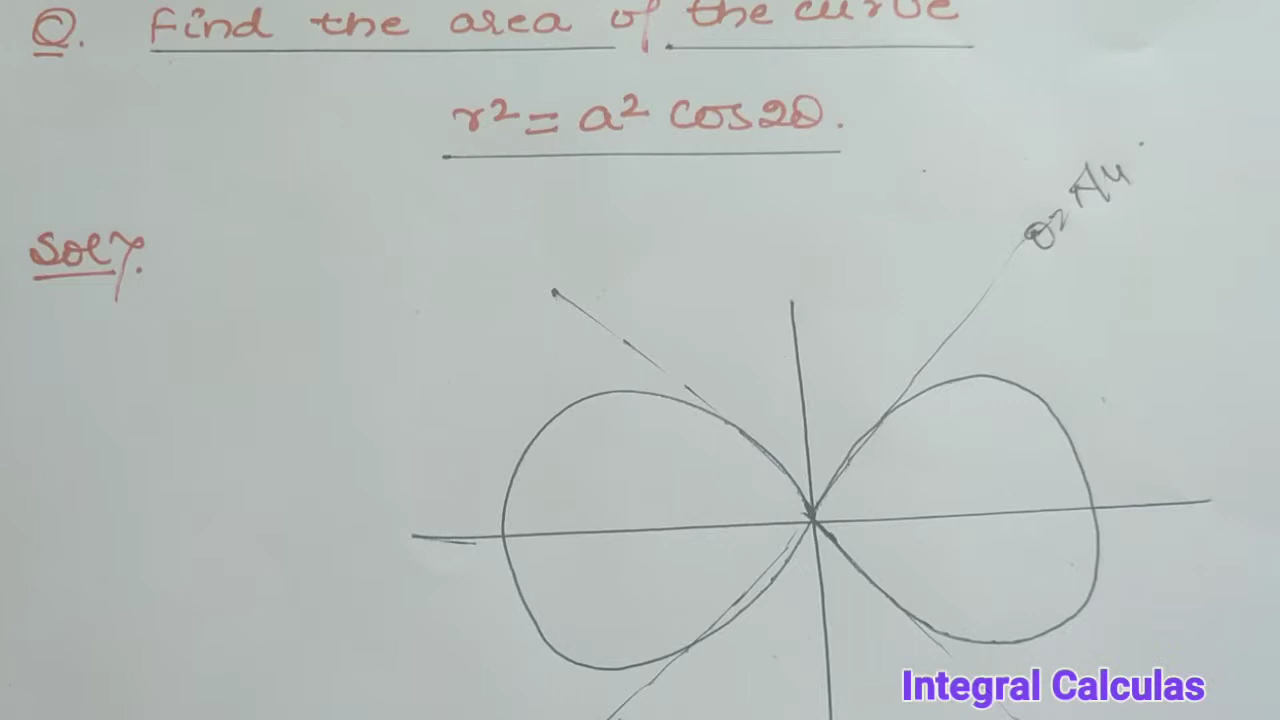 Q. Find the area of the curve
r² = a² cos2θ.
Solⁿ.
θ = π/4
Integral Calculas